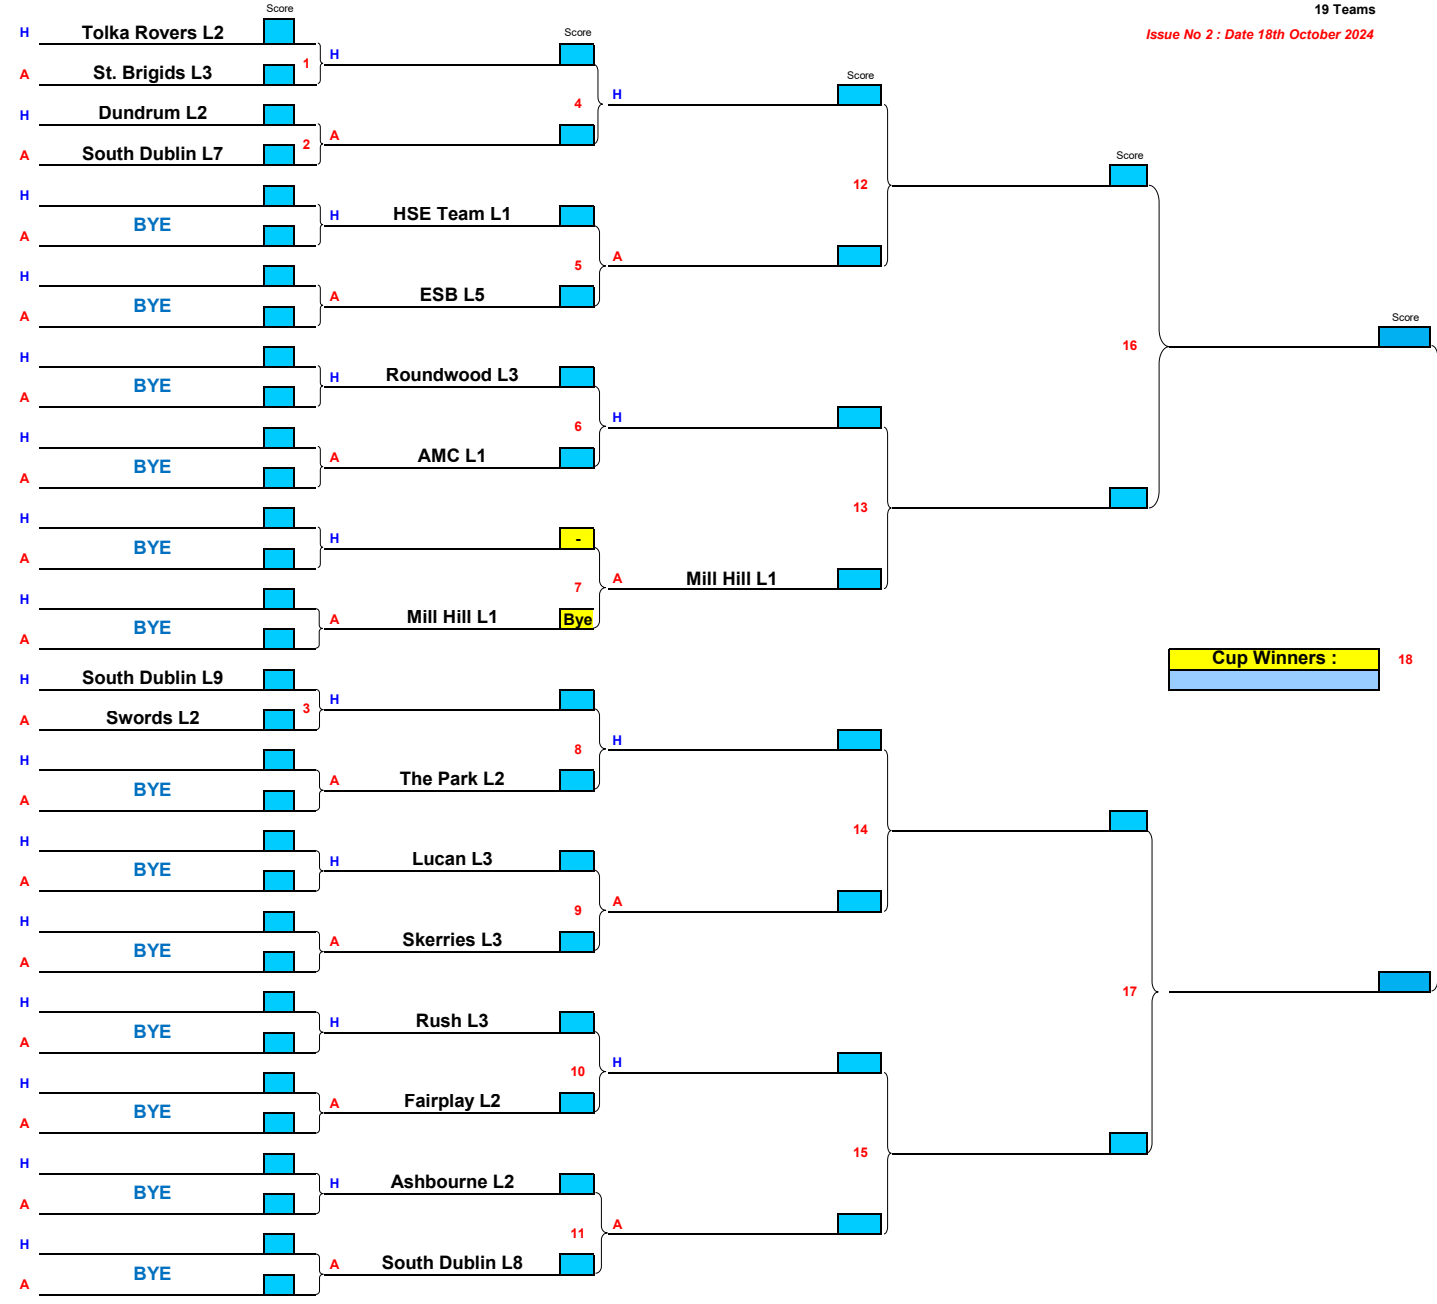 Score
19 Teams
H Tolka Rovers L2
Score
Issue No 2 : Date 18th October 2024
1 H
A St. Brigids L3
Score
H Dundrum L2
4 H
2 A
A South Dublin L7
Score
12
H
H HSE Team L1
BYE
A
5 A
H
A ESB L5
BYE
A
Score
16
H
H Roundwood L3
BYE
A
6 H
H
A AMC L1
BYE
A
13
H
H -
BYE
A
7 A Mill Hill L1
H
A Mill Hill L1 Bye
BYE
A
Cup Winners : 18
H South Dublin L9
3 H
A Swords L2
8 H
H
A The Park L2
BYE
A
14
H
H Lucan L3
BYE
A
9 A
H
A Skerries L3
BYE
A
17
H
H Rush L3
BYE
A
10 H
H
A Fairplay L2
BYE
A
15
H
H Ashbourne L2
BYE
A
11 A
H
A South Dublin L8
BYE
A